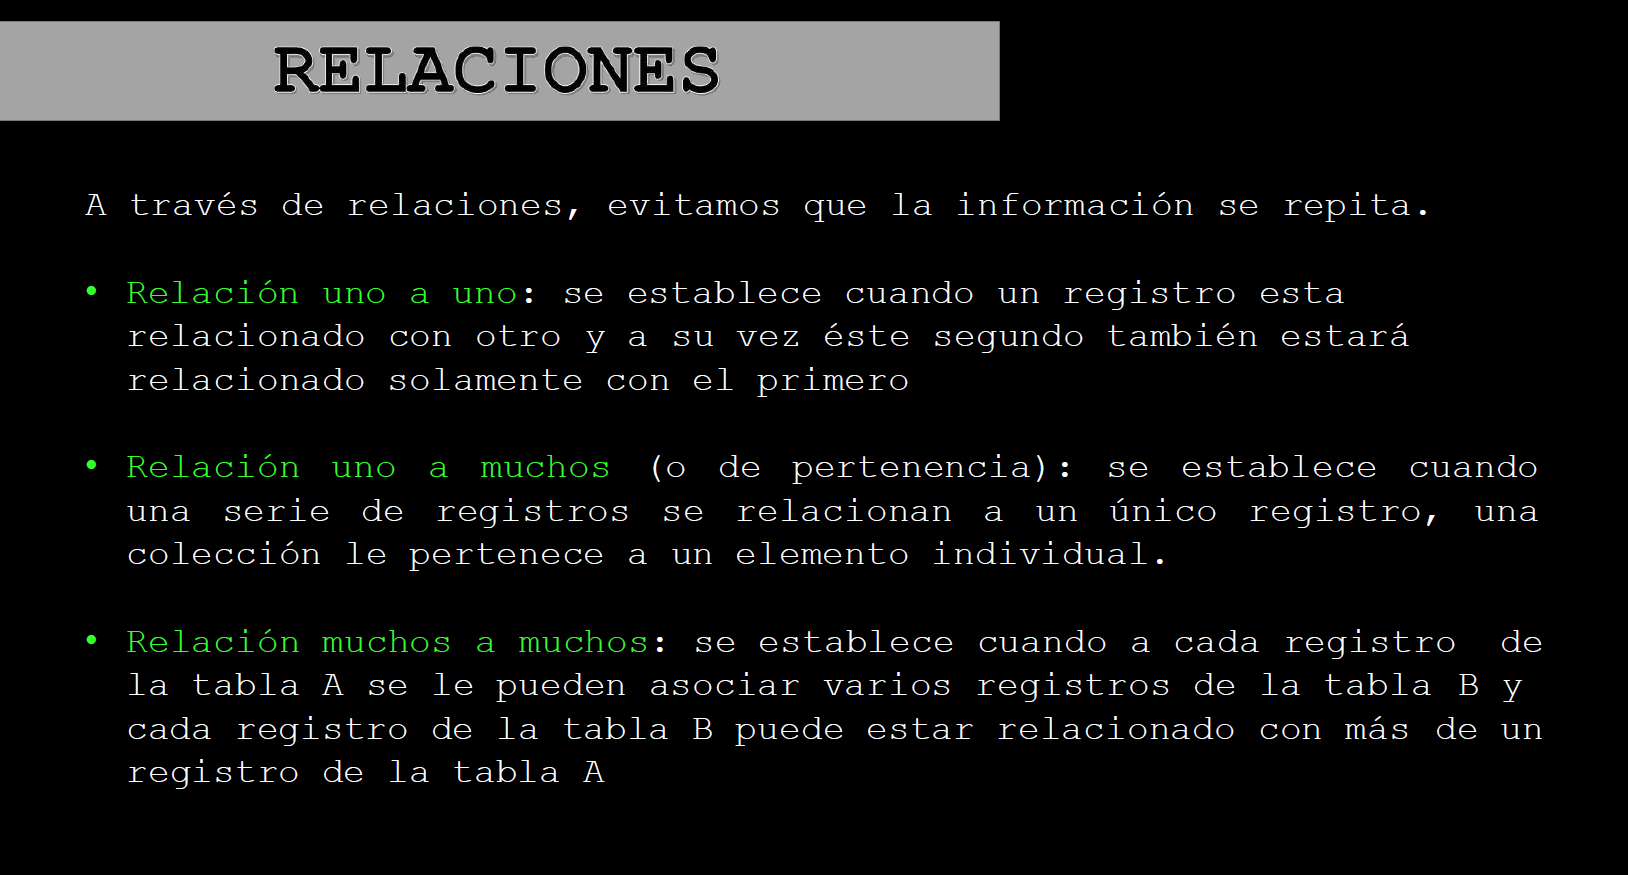 RELACIONES
A través de relaciones, evitamos que la información se repita.
• Relación uno a uno: se establece cuando un registro esta
relacionado con otro y a su vez éste segundo también estará
relacionado solamente con el primero
• Relación uno a muchos (o de pertenencia): se establece cuando
una serie de registros se relacionan a un único registro, una
colección le pertenece a un elemento individual.
• Relación muchos a muchos: se establece cuando a cada registro de
la tabla A se le pueden asociar varios registros de la tabla B y
cada registro de la tabla B puede estar relacionado con más de un
registro de la tabla A